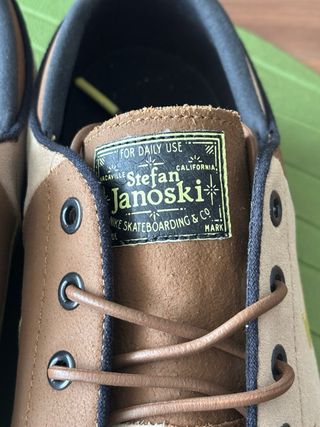 FOR DAILY USE
VACAVILLE CALIFORNIA.
Stefan
Janoski
NIKE SKATEBOARDING & CO
MARK